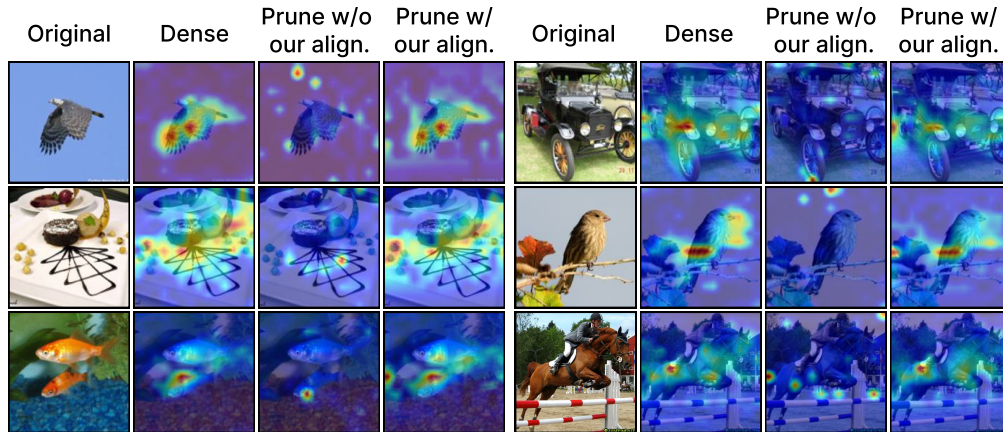 Original
Dense
Prune w/o
our align.
Prune w/
our align.
Original
Dense
Prune w/o
our align.
Prune w/
our align.